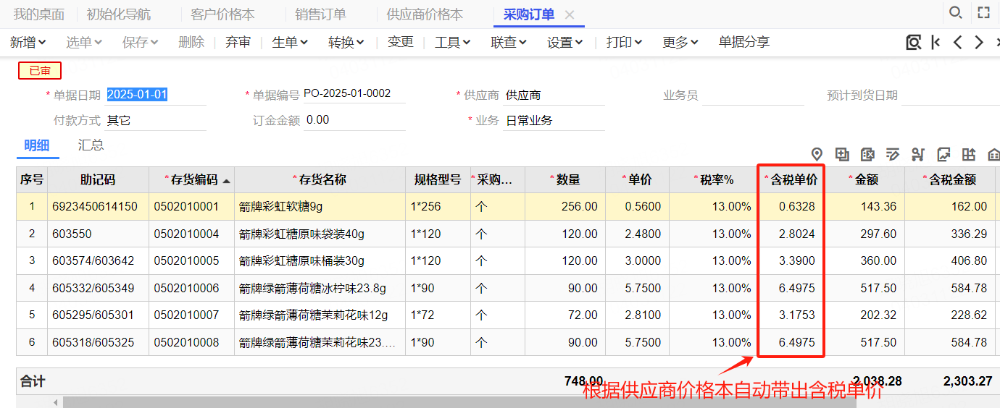 我的桌面 初始化导航 客户价格本 销售订单 供应商价格本 采购订单
新增 选单 保存 删除 弃审 生单 转换 变更 工具 联查 设置 打印 更多 单据分享
已审
* 单据日期 2025-01-01 * 单据编号 PO-2025-01-0002 * 供应商 供应商 业务员 预计到货日期
付款方式 其它 订金金额 0.00 * 业务 日常业务
明细 汇总
序号 助记码 *存货编码 *存货名称 规格型号 *采购... *数量 *单价 *税率% *含税单价 *金额 *含税金额
1 6923450614150 0502010001 箭牌彩虹软糖9g 1*256 个 256.00 0.5600 13.00% 0.6328 143.36 162.00
2 603550 0502010004 箭牌彩虹糖原味袋装40g 1*120 个 120.00 2.4800 13.00% 2.8024 297.60 336.29
3 603574/603642 0502010005 箭牌彩虹糖原味桶装30g 1*120 个 120.00 3.0000 13.00% 3.3900 360.00 406.80
4 605332/605349 0502010006 箭牌绿箭薄荷糖冰柠味23.8g 1*90 个 90.00 5.7500 13.00% 6.4975 517.50 584.78
5 605295/605301 0502010007 箭牌绿箭薄荷糖茉莉花味12g 1*72 个 72.00 2.8100 13.00% 3.1753 202.32 228.62
6 605318/605325 0502010008 箭牌绿箭薄荷糖茉莉花味23.... 1*90 个 90.00 5.7500 13.00% 6.4975 517.50 584.78
合计 748.00 2,038.28 2,303.27
根据供应商价格本自动带出含税单价